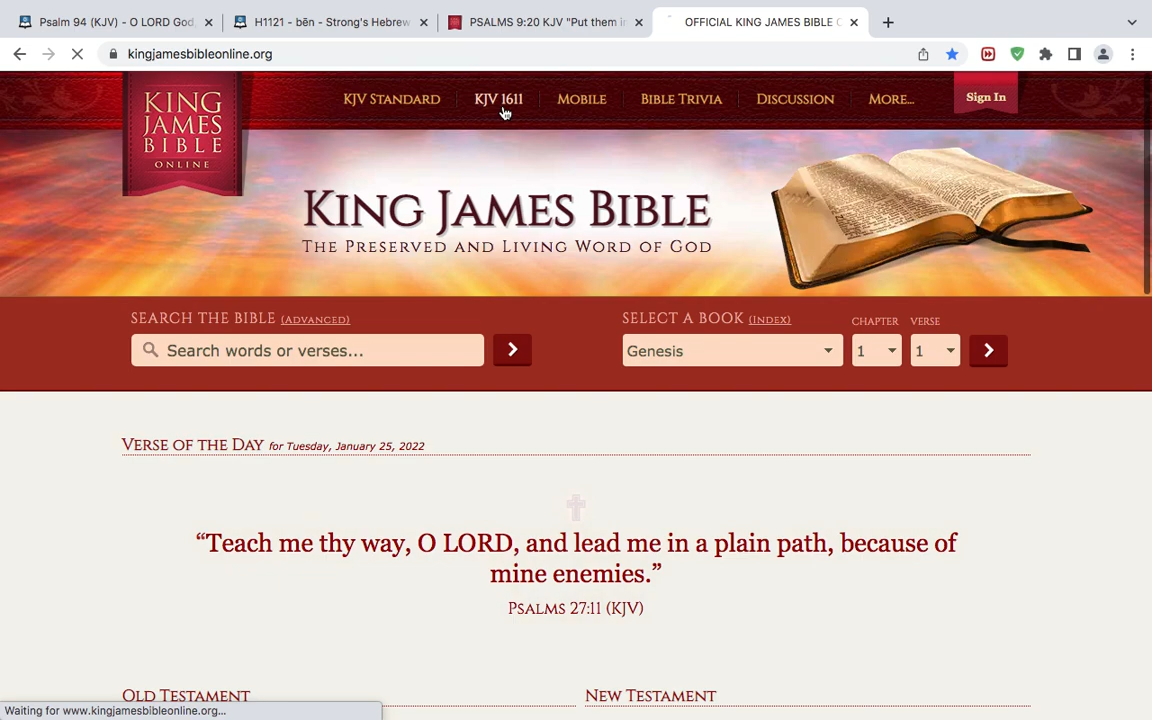 Psalm 94 (KJV) - O LORD God,
H1121 - bēn - Strong's Hebrew
PSALMS 9:20 KJV "Put them in
OFFICIAL KING JAMES BIBLE O
kingjamesbibleonline.org
KING
JAMES
BIBLE
ONLINE
KJV STANDARD
KJV 1611
MOBILE
BIBLE TRIVIA
DISCUSSION
MORE...
Sign In
KING JAMES BIBLE
THE PRESERVED AND LIVING WORD OF GOD
SEARCH THE BIBLE (ADVANCED)
SELECT A BOOK (INDEX)
CHAPTER
VERSE
Search words or verses...
Genesis
1
1
VERSE OF THE DAY for Tuesday, January 25, 2022
“Teach me thy way, O LORD, and lead me in a plain path, because of
mine enemies.”
PSALMS 27:11 (KJV)
OLD TESTAMENT
NEW TESTAMENT
Waiting for www.kingjamesbibleonline.org...